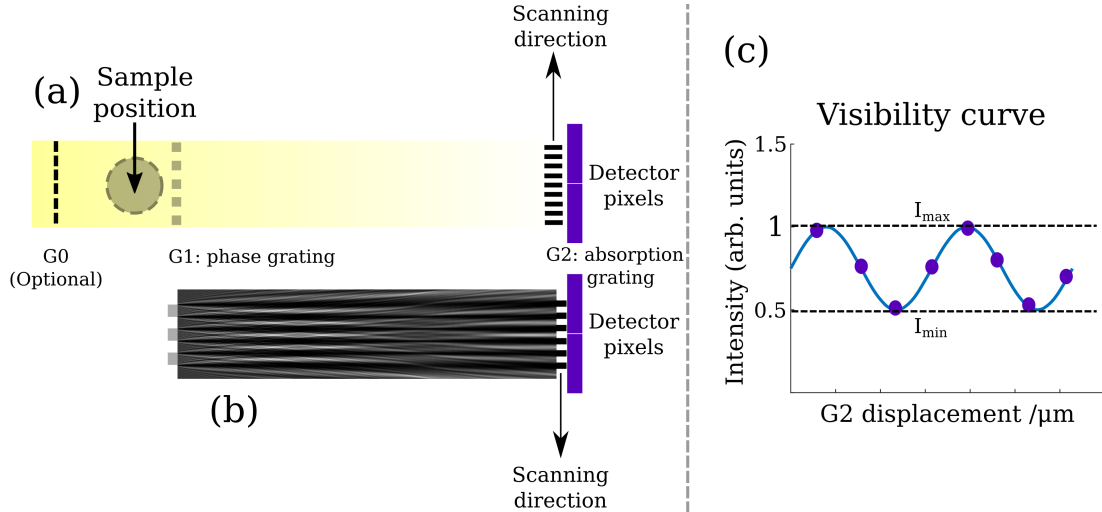 (a)
Sample
position
Scanning
direction
Detector
pixels
G0
(Optional)
G1: phase grating
G2: absorption
grating
Detector
pixels
(b)
Scanning
direction
(c)
Visibility curve
Intensity (arb. units)
1.5
1
0.5
Imax
Imin
G2 displacement /μm